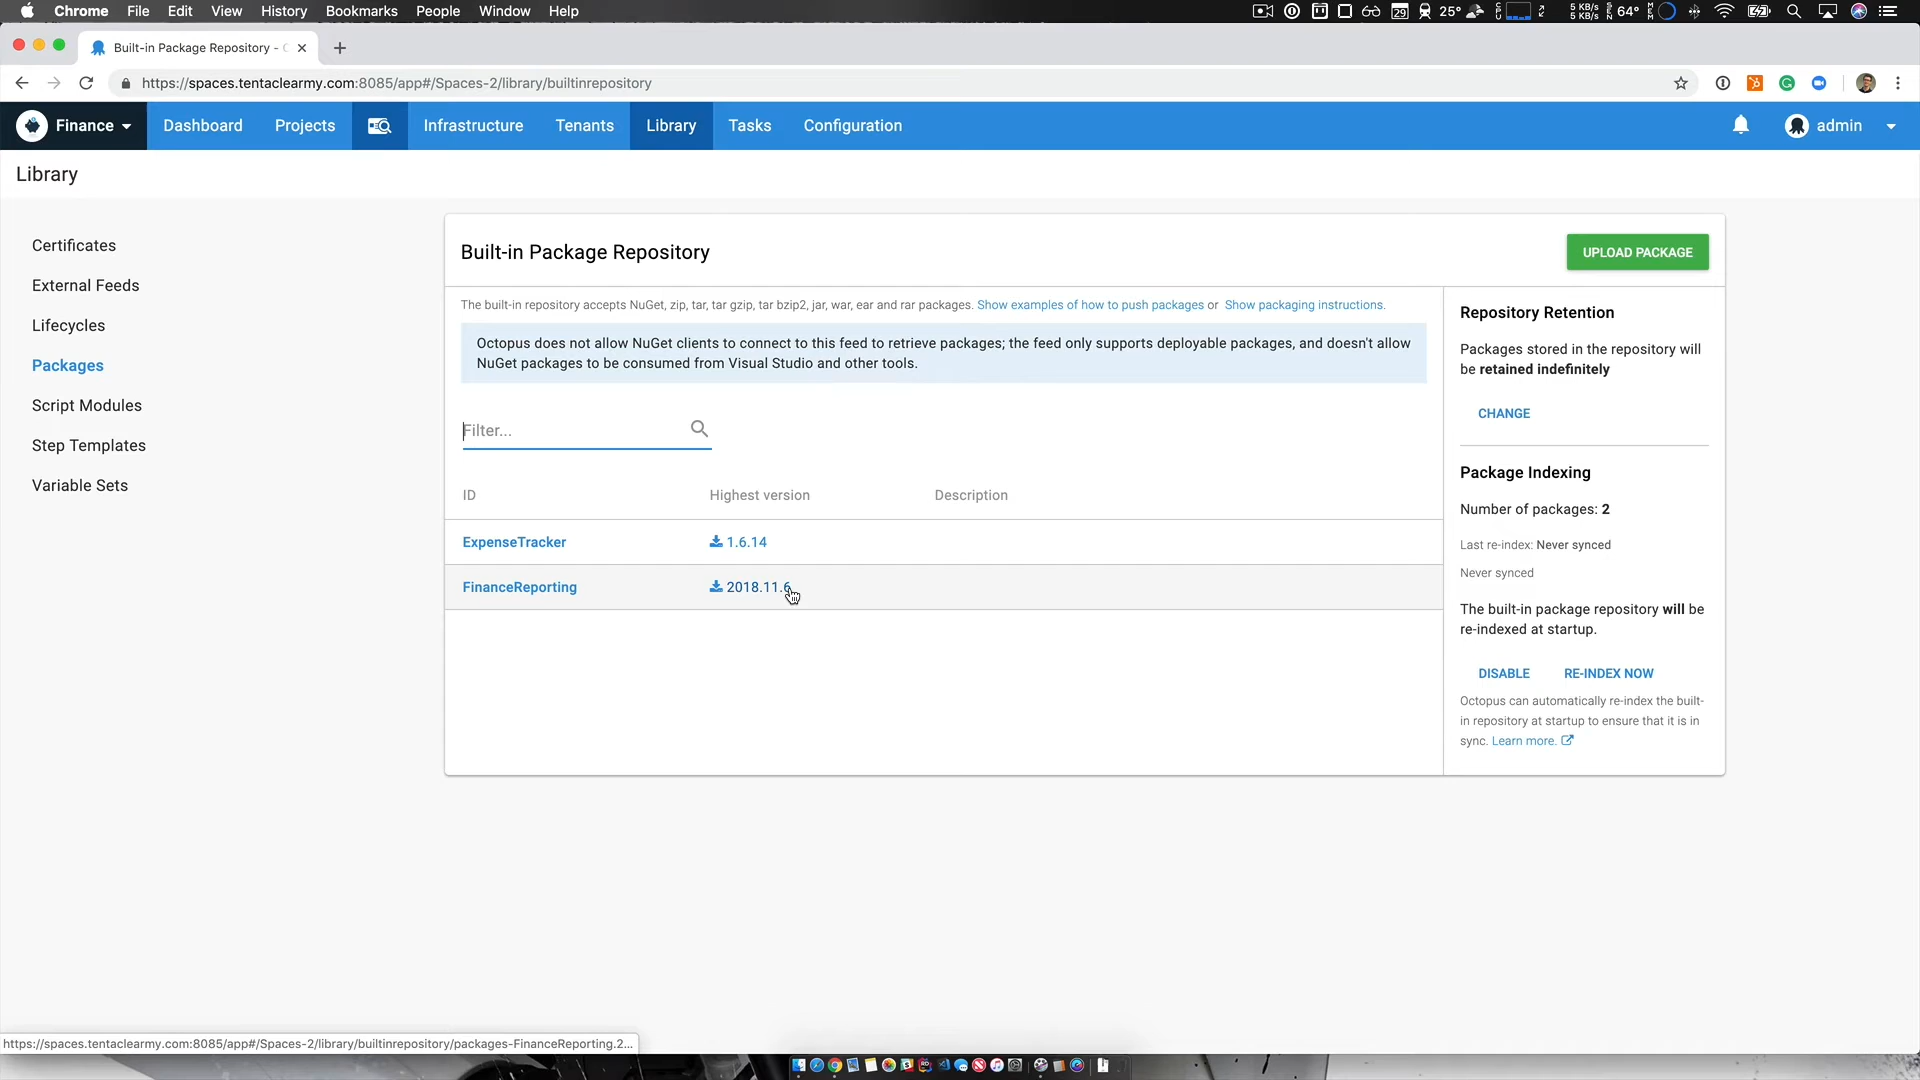 Chrome File Edit View History Bookmarks People Window Help
29 25° 5 KB/s 5 KB/s 64°
Built-in Package Repository -
https://spaces.tentaclearmy.com:8085/app#/Spaces-2/library/builtinrepository
Finance Dashboard Projects Infrastructure Tenants Library Tasks Configuration admin
Library
Certificates
External Feeds
Lifecycles
Packages
Script Modules
Step Templates
Variable Sets
Built-in Package Repository
UPLOAD PACKAGE
The built-in repository accepts NuGet, zip, tar, tar gzip, tar bzip2, jar, war, ear and rar packages. Show examples of how to push packages or Show packaging instructions.
Octopus does not allow NuGet clients to connect to this feed to retrieve packages; the feed only supports deployable packages, and doesn't allow
NuGet packages to be consumed from Visual Studio and other tools.
Filter...
ID Highest version Description
ExpenseTracker 1.6.14
FinanceReporting 2018.11.6
Repository Retention
Packages stored in the repository will
be retained indefinitely
CHANGE
Package Indexing
Number of packages: 2
Last re-index: Never synced
Never synced
The built-in package repository will be
re-indexed at startup.
DISABLE RE-INDEX NOW
Octopus can automatically re-index the built-
in repository at startup to ensure that it is in
sync. Learn more.
https://spaces.tentaclearmy.com:8085/app#/Spaces-2/library/builtinrepository/packages-FinanceReporting.2...